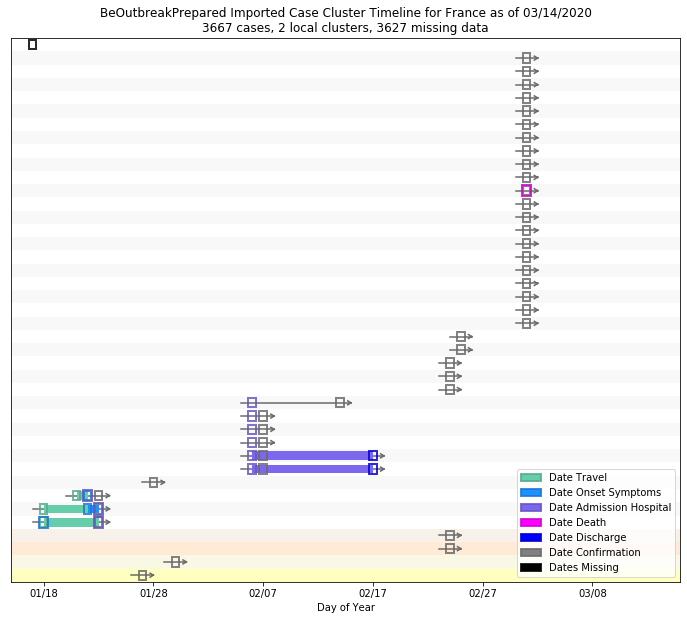 BeOutbreakPrepared Imported Case Cluster Timeline for France as of 03/14/2020
3667 cases, 2 local clusters, 3627 missing data
Date Travel
Date Onset Symptoms
Date Admission Hospital
Date Death
Date Discharge
Date Confirmation
Dates Missing
01/18 01/28 02/07 02/17 02/27 03/08
Day of Year